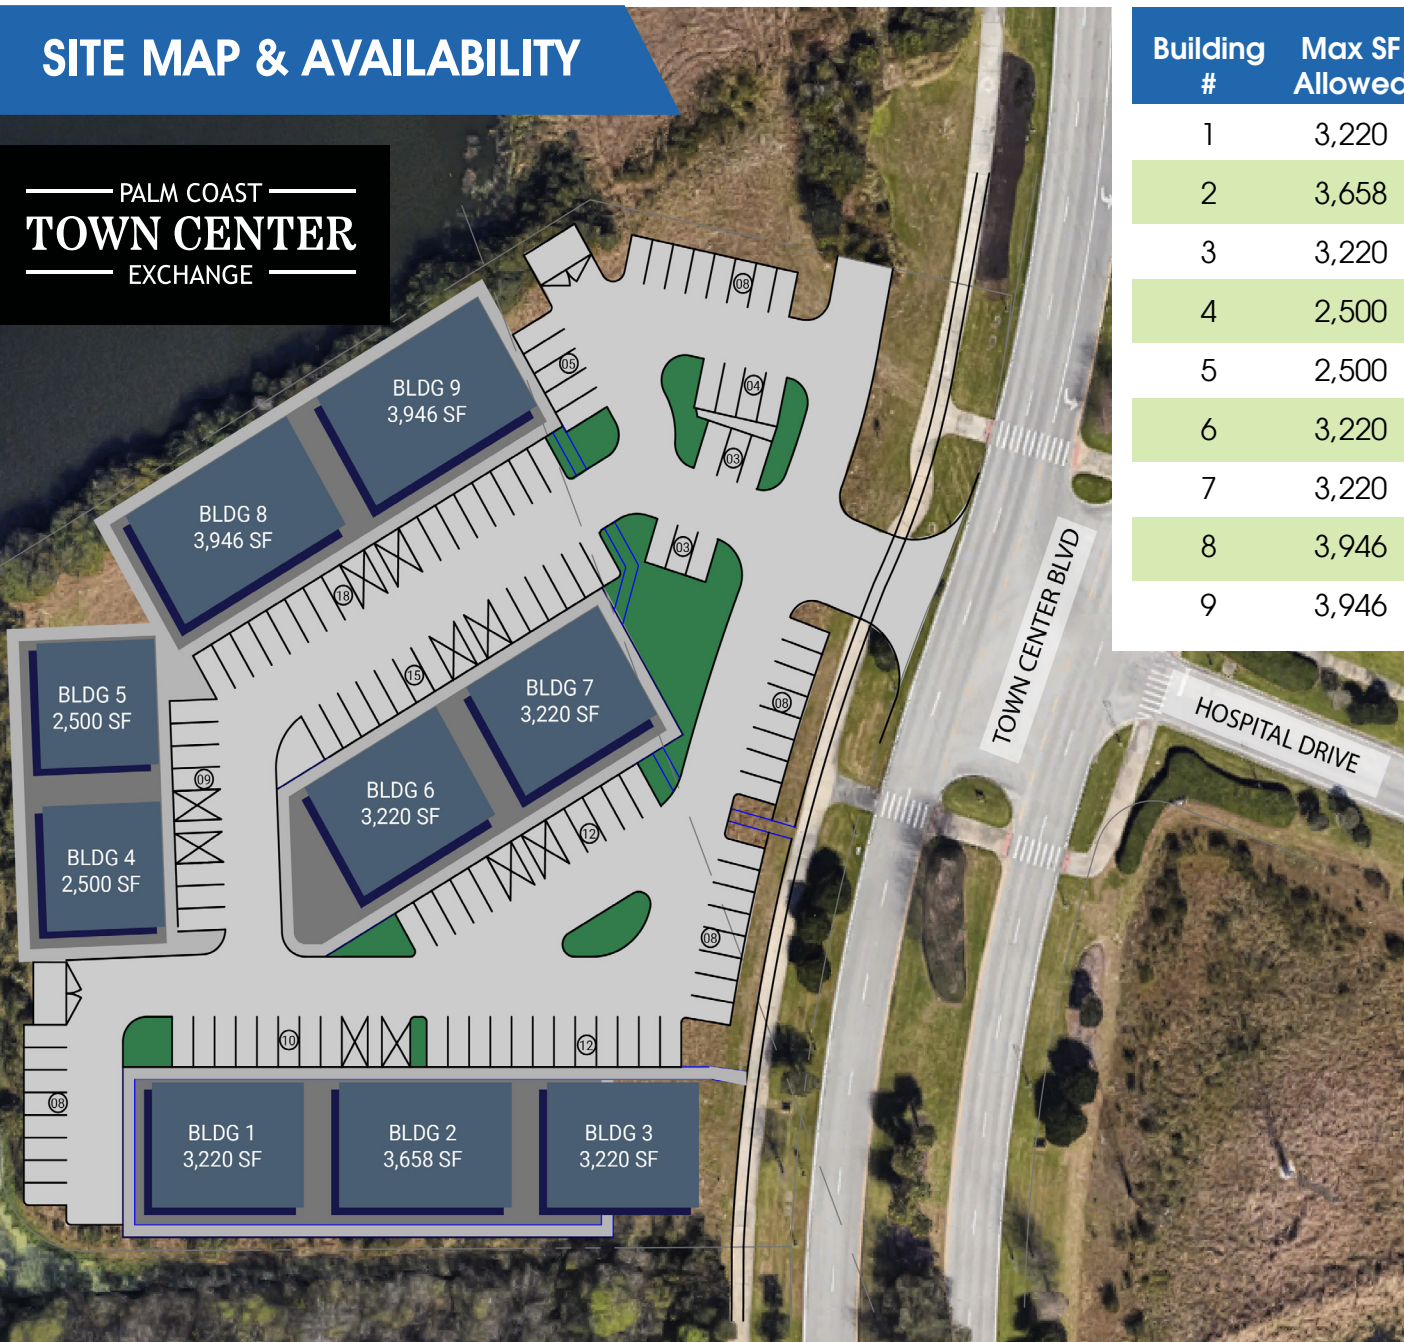 SITE MAP & AVAILABILITY
PALM COAST
TOWN CENTER
EXCHANGE
Building Max SF
# Allowed
1 3,220
2 3,658
3 3,220
4 2,500
5 2,500
6 3,220
7 3,220
8 3,946
9 3,946
08
05
04
03
03
BLDG 9
3,946 SF
BLDG 8
3,946 SF
18
15
BLDG 7
3,220 SF
BLDG 6
3,220 SF
12
BLDG 5
2,500 SF
09
BLDG 4
2,500 SF
08
08
TOWN CENTER BLVD
HOSPITAL DRIVE
10
12
08
BLDG 1
3,220 SF
BLDG 2
3,658 SF
BLDG 3
3,220 SF